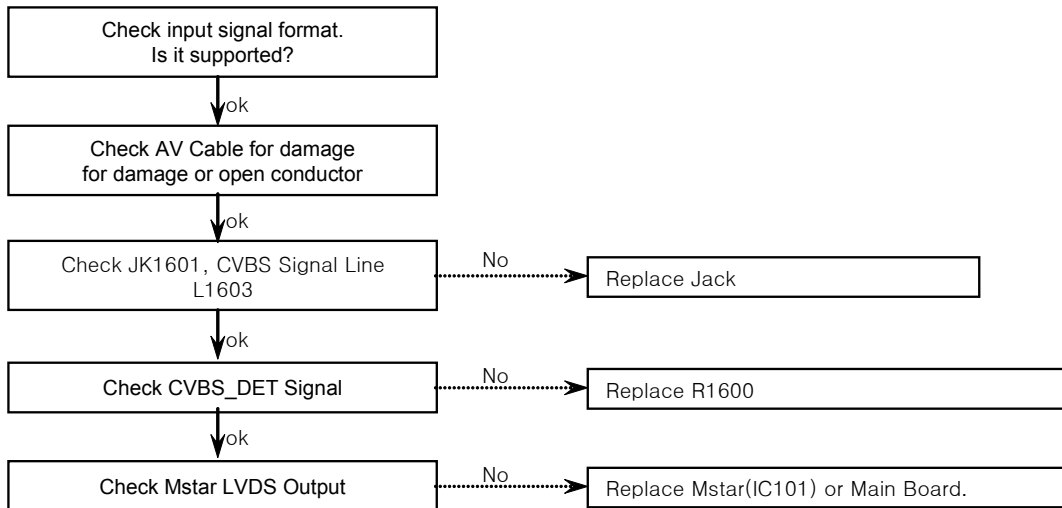 Check input signal format.
Is it supported?
ok
Check AV Cable for damage
for damage or open conductor
ok
Check JK1601, CVBS Signal Line
L1603
No
Replace Jack
ok
Check CVBS_DET Signal
No
Replace R1600
ok
Check Mstar LVDS Output
No
Replace Mstar(IC101) or Main Board.